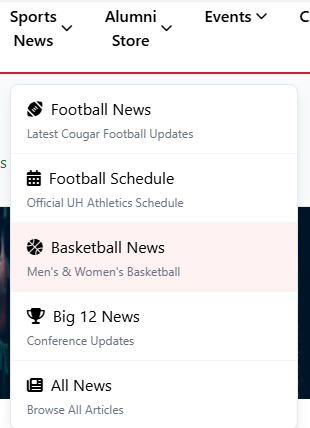 Sports
News
Alumni
Store
Events
C
s
Football News
Latest Cougar Football Updates
Football Schedule
Official UH Athletics Schedule
Basketball News
Men's & Women's Basketball
Big 12 News
Conference Updates
All News
Browse All Articles